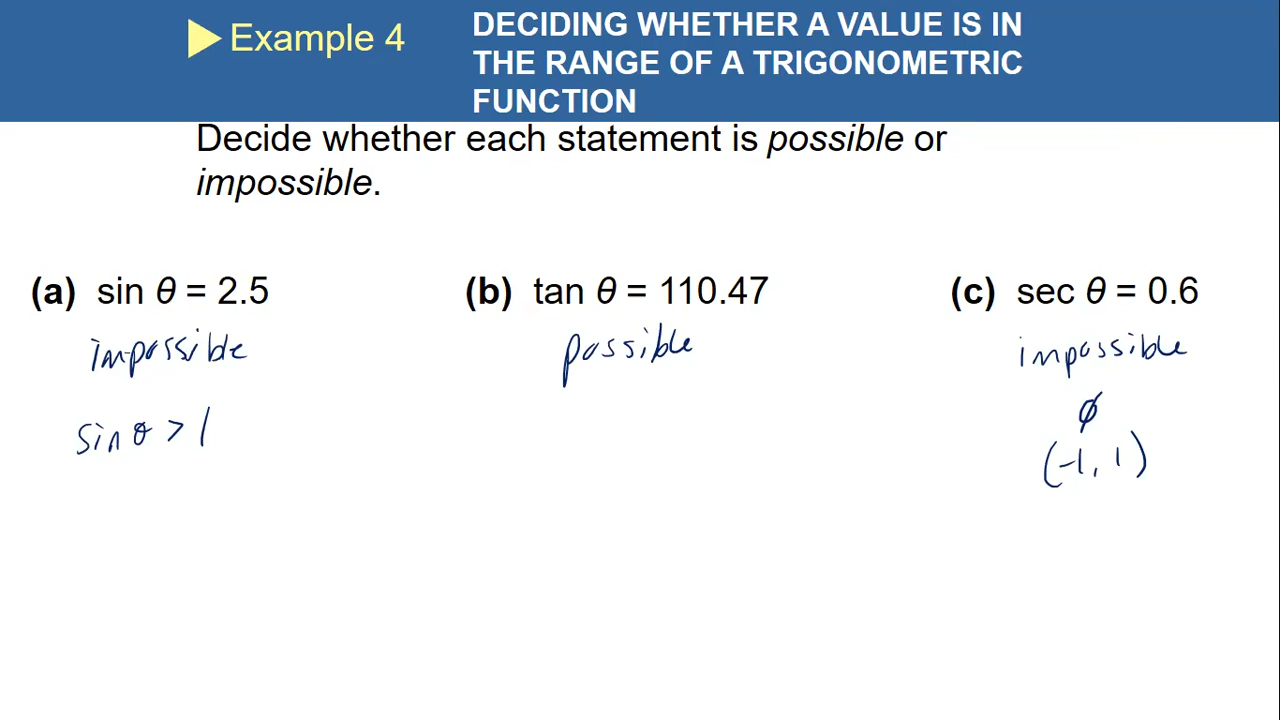 Example 4
DECIDING WHETHER A VALUE IS IN
THE RANGE OF A TRIGONOMETRIC
FUNCTION
Decide whether each statement is possible or
impossible.
(a) sin θ = 2.5
(b) tan θ = 110.47
(c) sec θ = 0.6
impossible
possible
impossible
sin θ > 1
∅
(-1, 1)